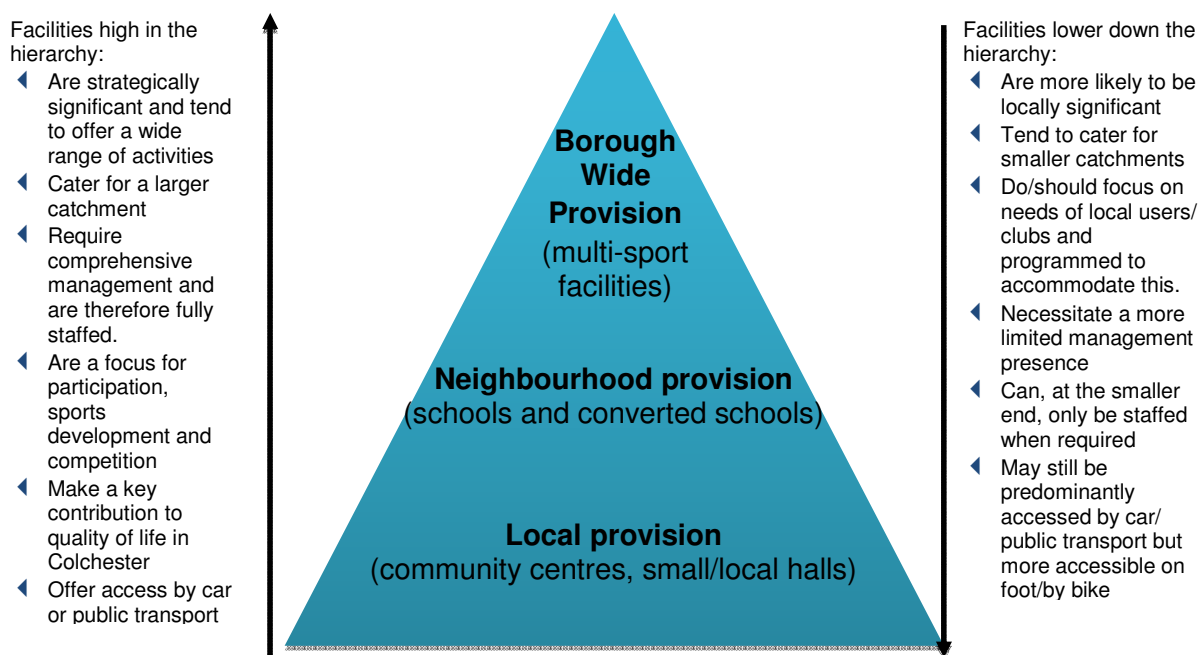 Facilities high in the
hierarchy:
Are strategically
significant and tend
to offer a wide
range of activities
Cater for a larger
catchment
Require
comprehensive
management and
are therefore fully
staffed.
Are a focus for
participation,
sports
development and
competition
Make a key
contribution to
quality of life in
Colchester
Offer access by car
or public transport
Borough
Wide
Provision
(multi-sport
facilities)
Neighbourhood provision
(schools and converted schools)
Local provision
(community centres, small/local halls)
Facilities lower down the
hierarchy:
Are more likely to be
locally significant
Tend to cater for
smaller catchments
Do/should focus on
needs of local users/
clubs and
programmed to
accommodate this.
Necessitate a more
limited management
presence
Can, at the smaller
end, only be staffed
when required
May still be
predominantly
accessed by car/
public transport but
more accessible on
foot/by bike